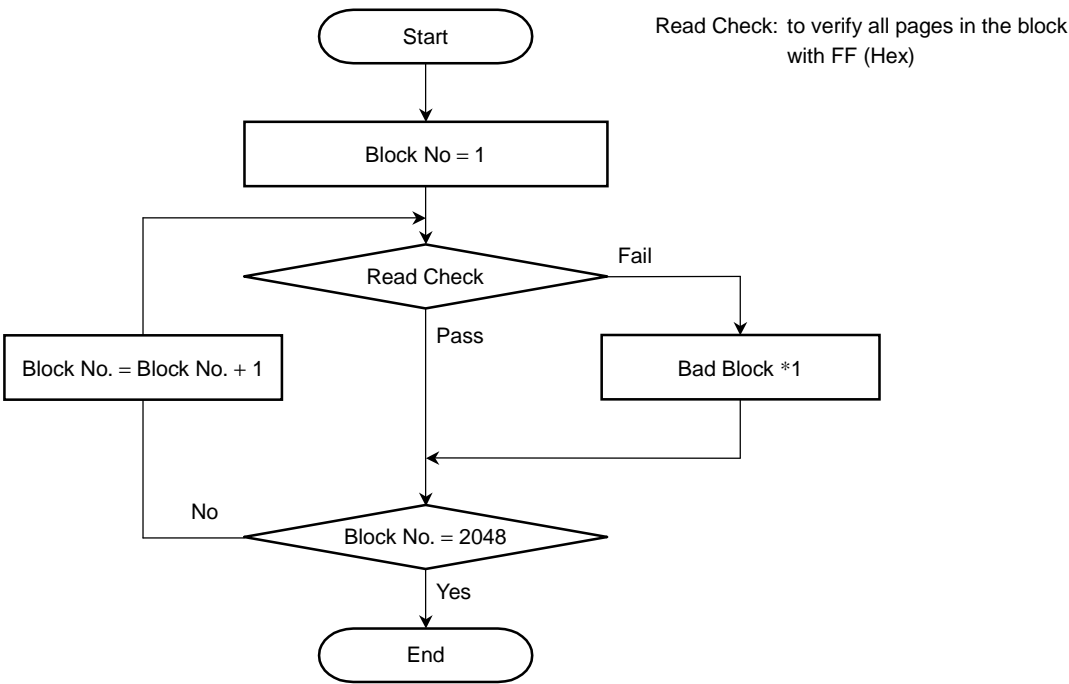 Start
Read Check: to verify all pages in the block
with FF (Hex)
Block No = 1
Read Check
Fail
Pass
Block No. = Block No. + 1
Bad Block *1
No
Block No. = 2048
Yes
End